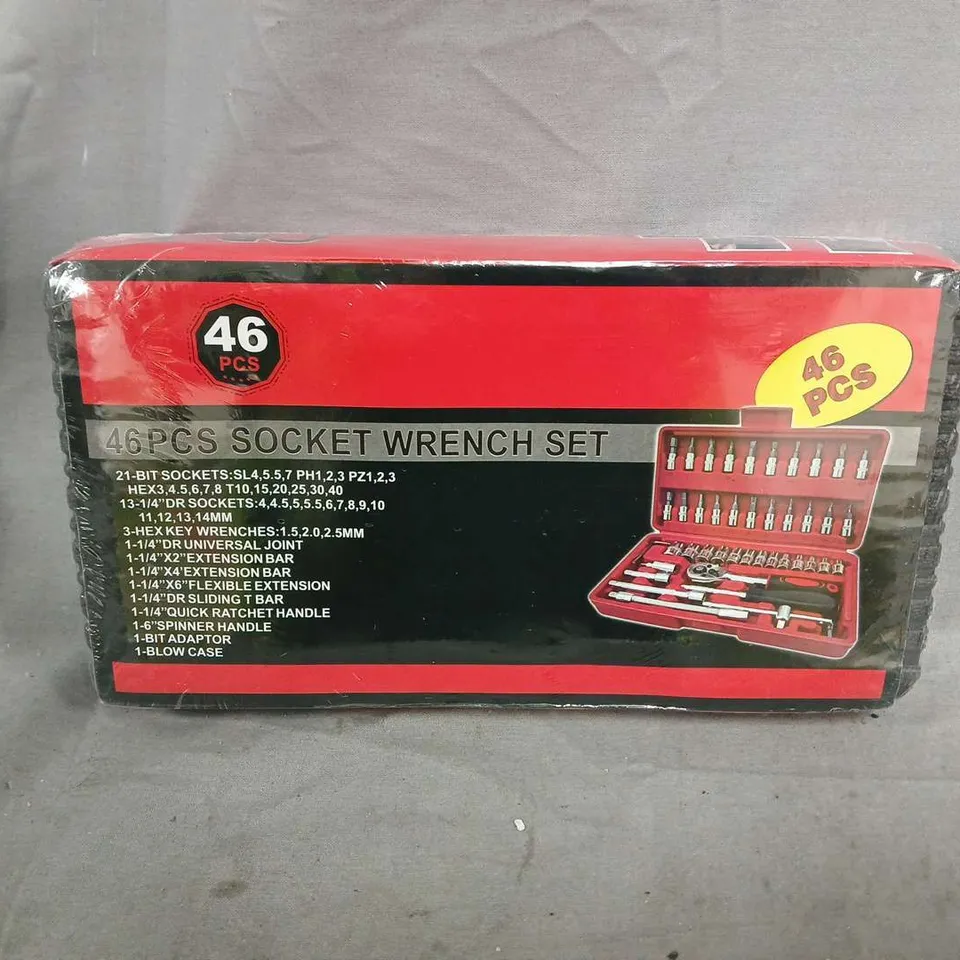 46
PCS
46
PCS
46PCS SOCKET WRENCH SET
21-BIT SOCKETS:SL4,5.5,7 PH1,2,3 PZ1,2,3
HEX3,4.5,6,7,8 T10,15,20,25,30,40
13-1/4"DR SOCKETS:4,4.5,5,5.5,6,7,8,9,10
11,12,13,14MM
3-HEX KEY WRENCHES:1.5,2.0,2.5MM
1-1/4"DR UNIVERSAL JOINT
1-1/4"X2"EXTENSION BAR
1-1/4"X4"EXTENSION BAR
1-1/4"X6"FLEXIBLE EXTENSION
1-1/4"DR SLIDING T BAR
1-1/4"QUICK RATCHET HANDLE
1-6"SPINNER HANDLE
1-BIT ADAPTOR
1-BLOW CASE